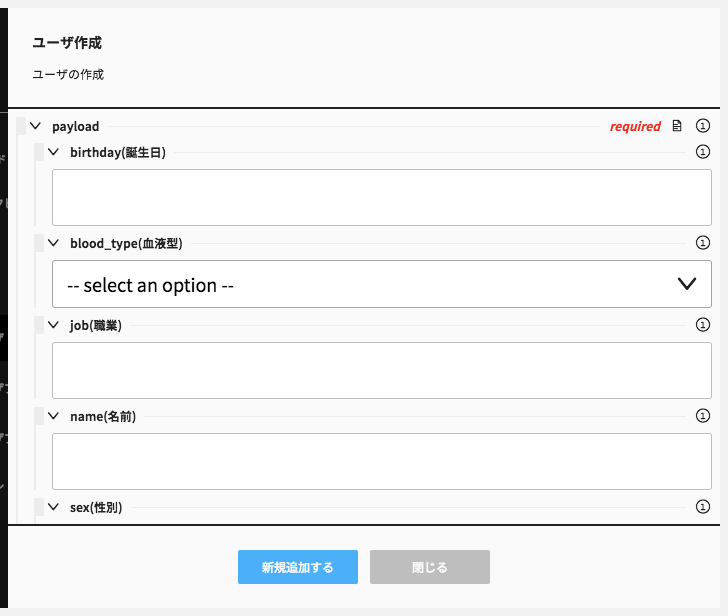 ユーザ作成
ユーザの作成
payload
required
birthday(誕生日)
blood_type(血液型)
-- select an option --
job(職業)
name(名前)
sex(性別)
新規追加する
閉じる